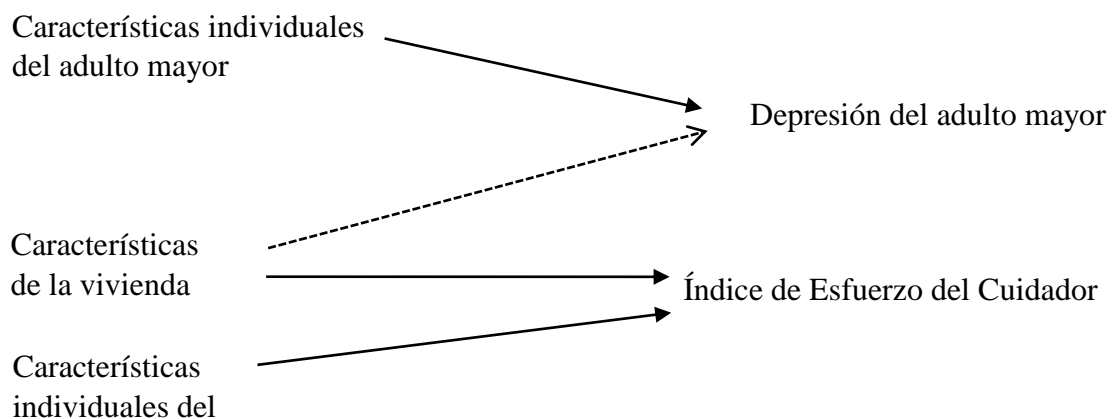 Características individuales
del adulto mayor
Depresión del adulto mayor
Características
de la vivienda
Índice de Esfuerzo del Cuidador
Características
individuales del